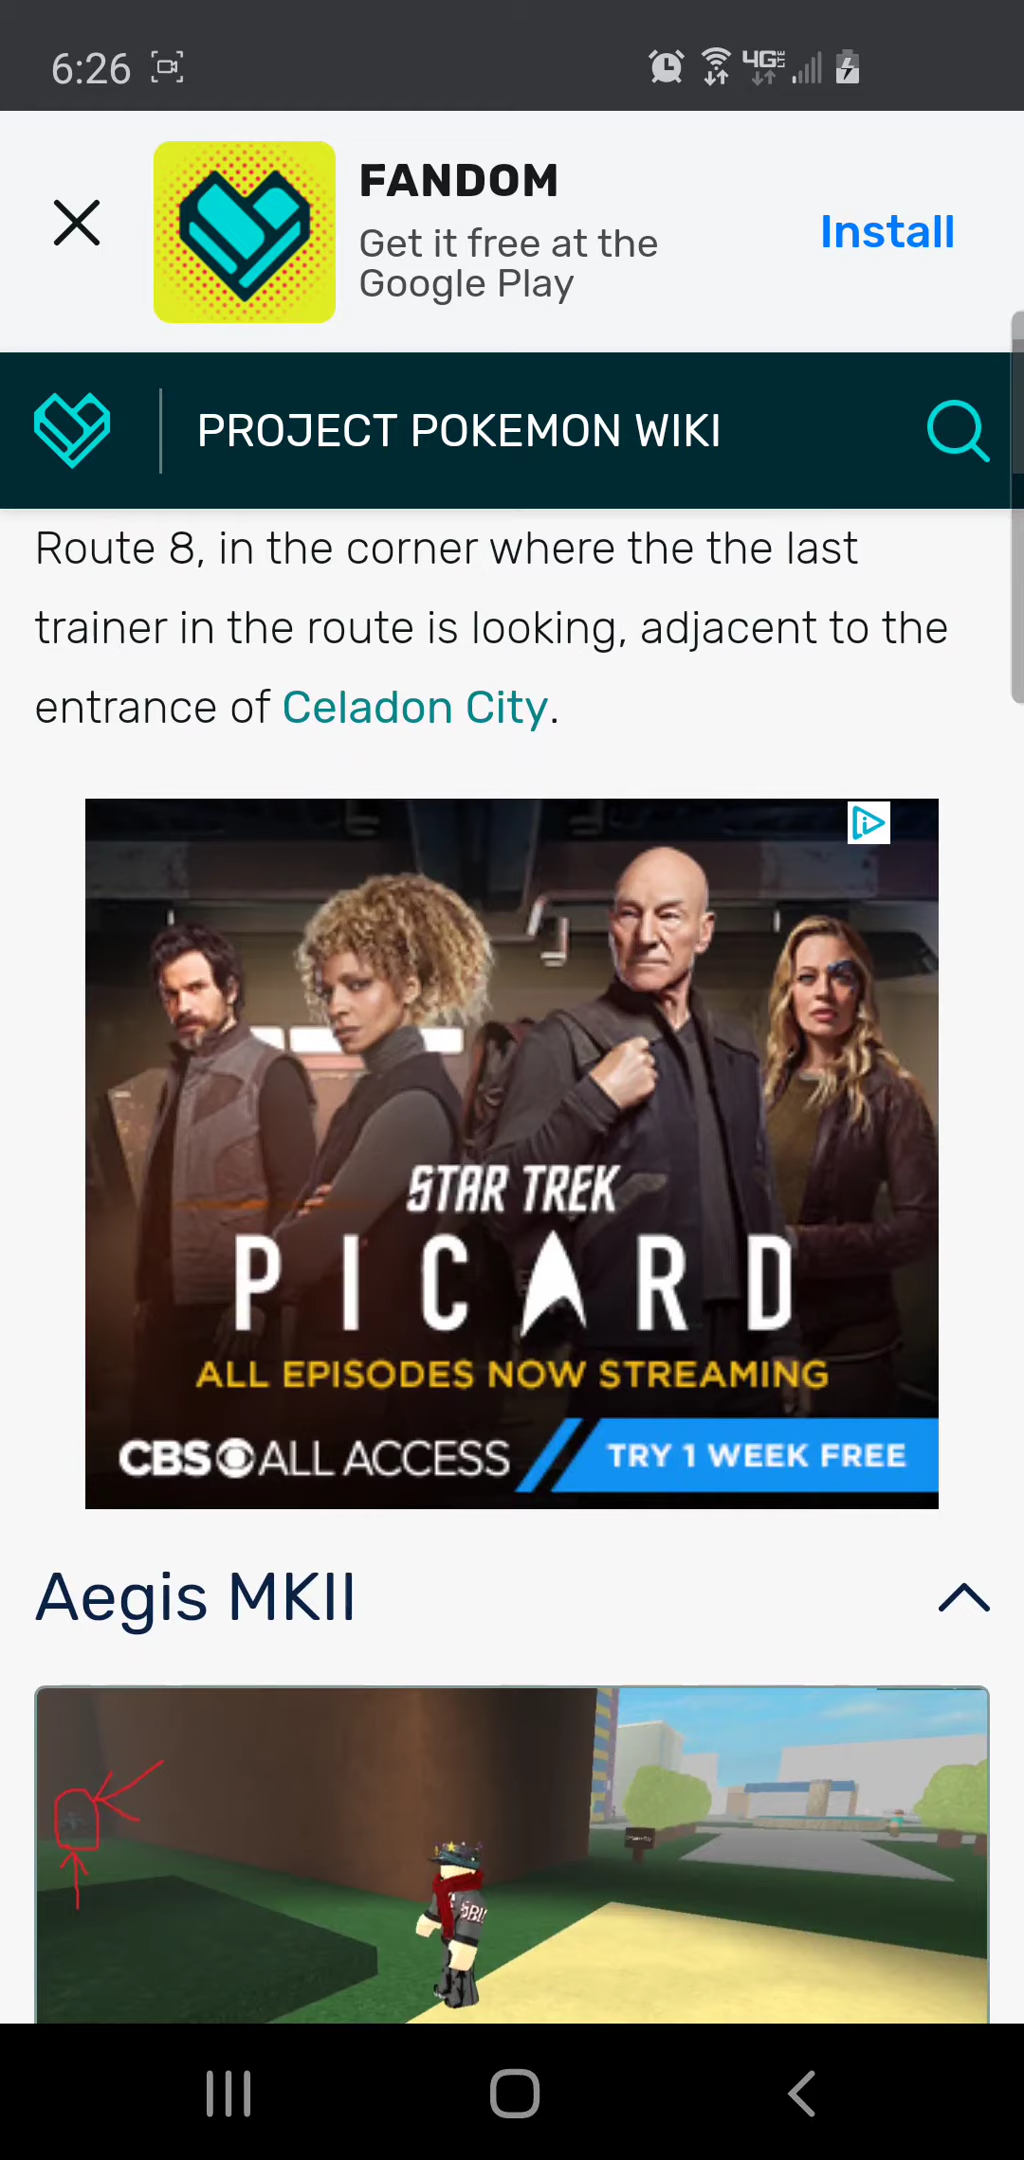 6:26
4G LTE
FANDOM
Get it free at the
Google Play
Install
PROJECT POKEMON WIKI
Route 8, in the corner where the the last
trainer in the route is looking, adjacent to the
entrance of Celadon City.
STAR TREK
PICARD
ALL EPISODES NOW STREAMING
CBS ALL ACCESS
TRY 1 WEEK FREE
Aegis MKII